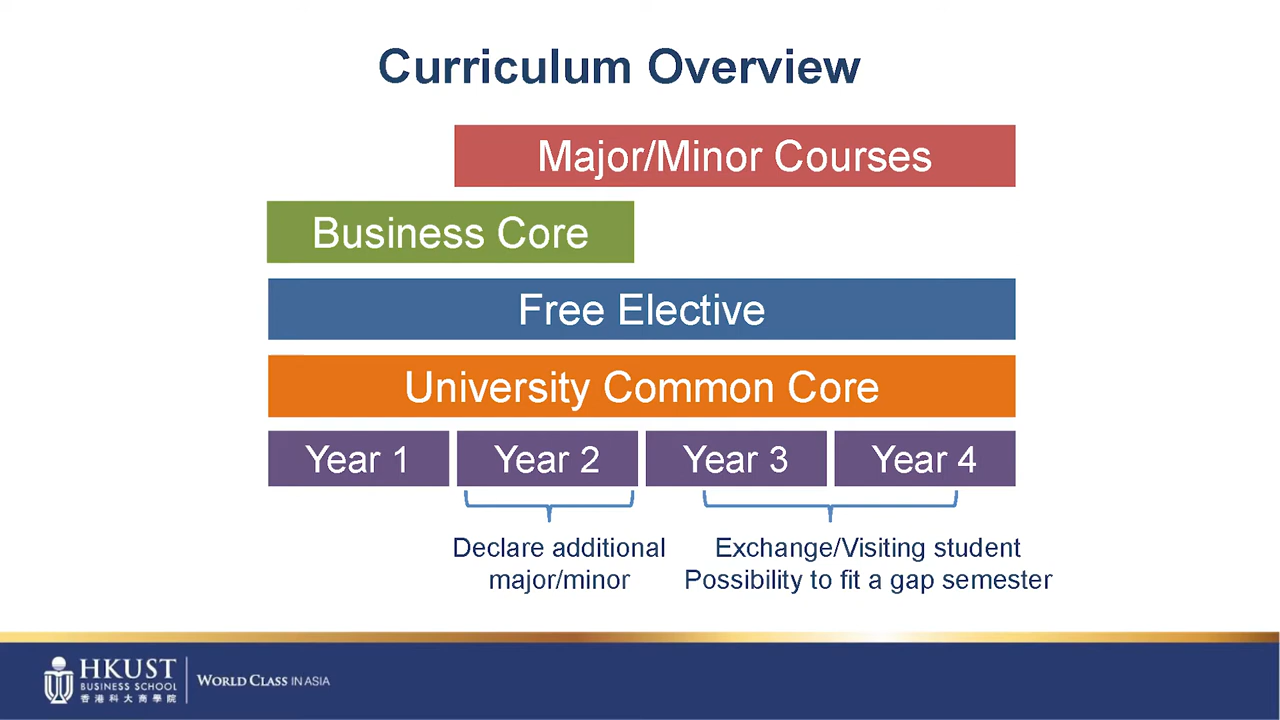 Curriculum Overview
Major/Minor Courses
Business Core
Free Elective
University Common Core
Year 1
Year 2
Year 3
Year 4
Declare additional
major/minor
Exchange/Visiting student
Possibility to fit a gap semester
HKUST
BUSINESS SCHOOL
香港科大商學院
WORLD CLASS IN ASIA